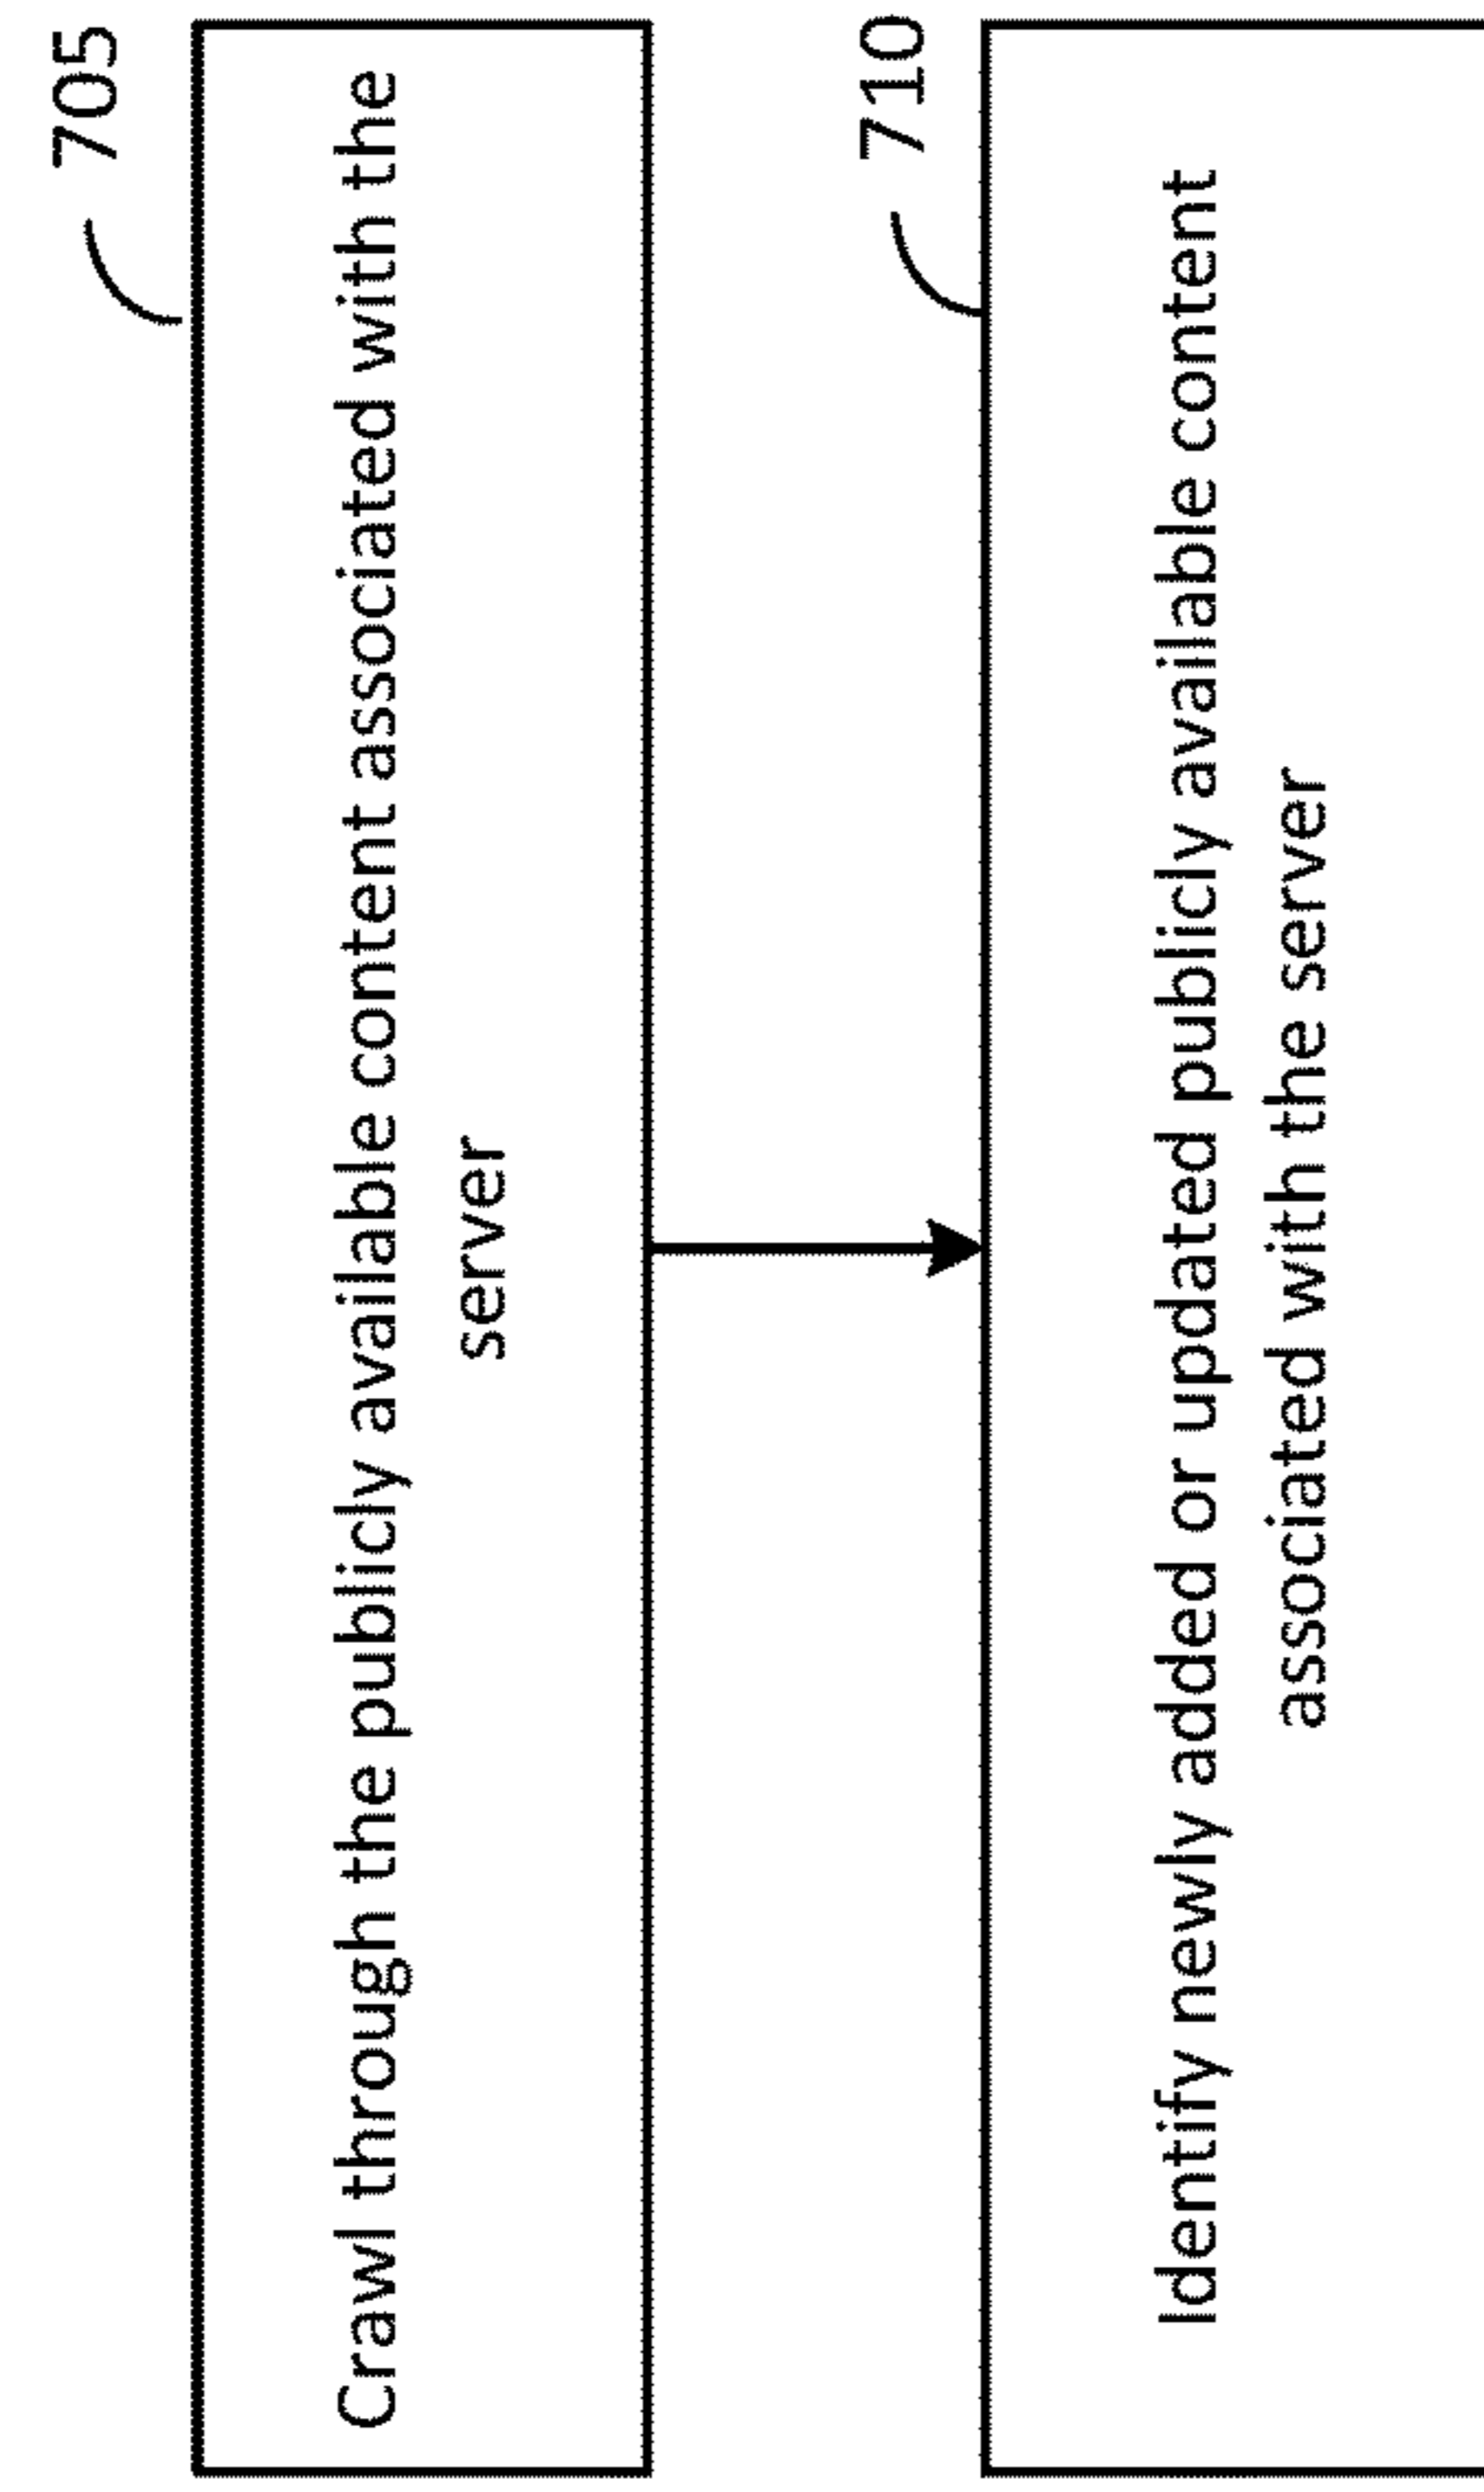 705
Crawl through the publicly available content associated with the
server
710
Identify newly added or updated publicly available content
associated with the server